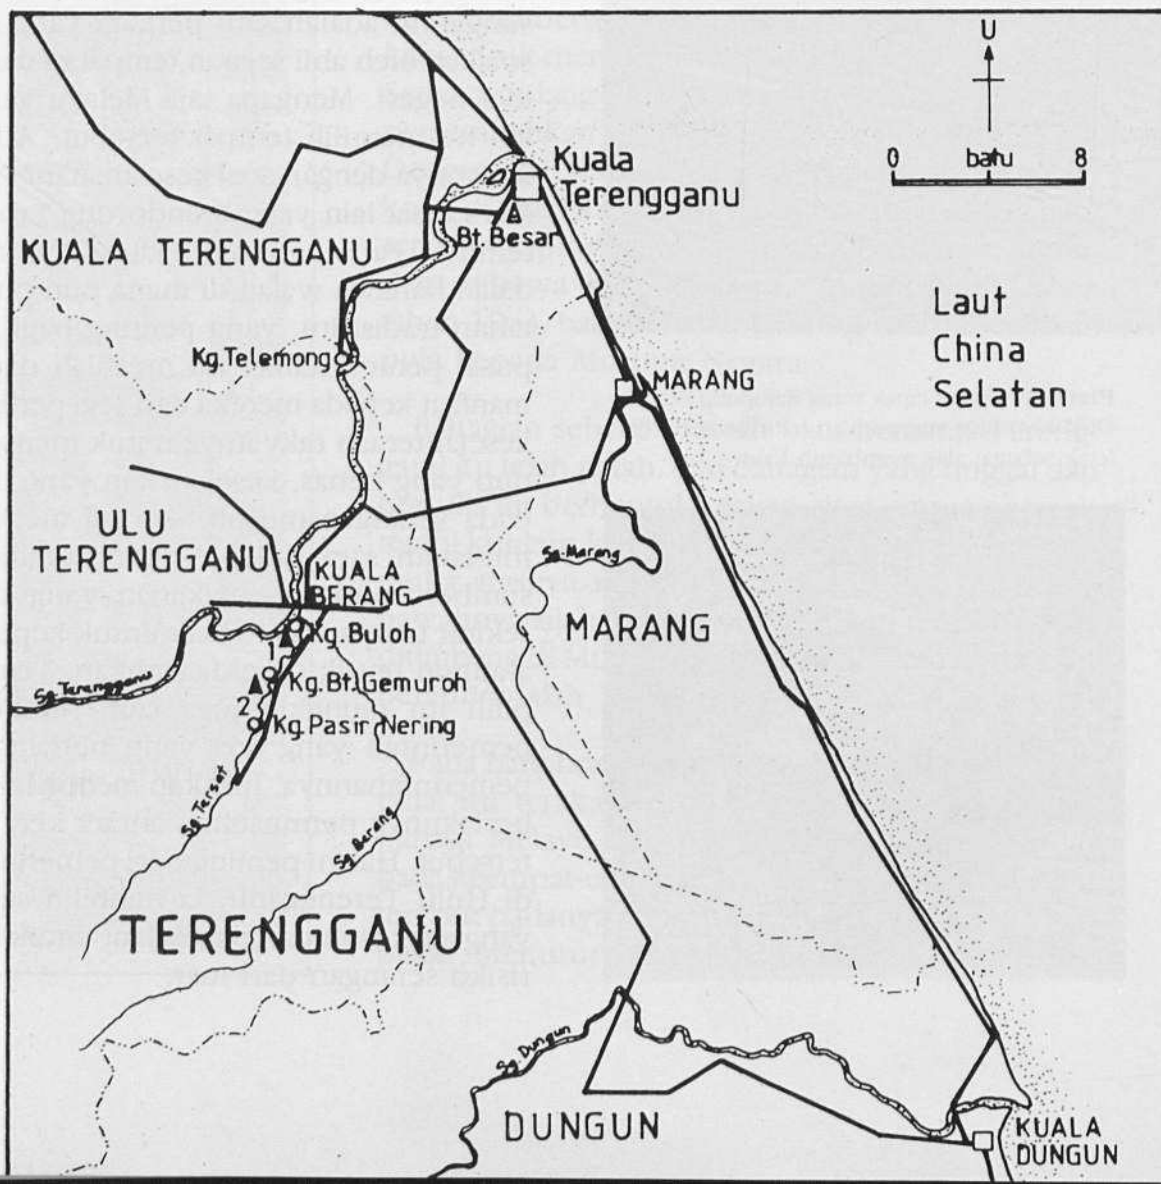 U
0 batu 8
Kuala
Terengganu
Bt. Besar
KUALA TERENGGANU
Laut
China
Selatan
Kg. Telemong
MARANG
ULU
TERENGGANU
KUALA
BERANG
Sg. Marang
MARANG
Kg. Buloh
1
Sg. Terengganu
Kg. Bt. Gemuroh
2
Kg. Pasir Nering
Sg. Tersat
Sg. Berang
TERENGGANU
Sg. Dungun
DUNGUN
KUALA
DUNGUN